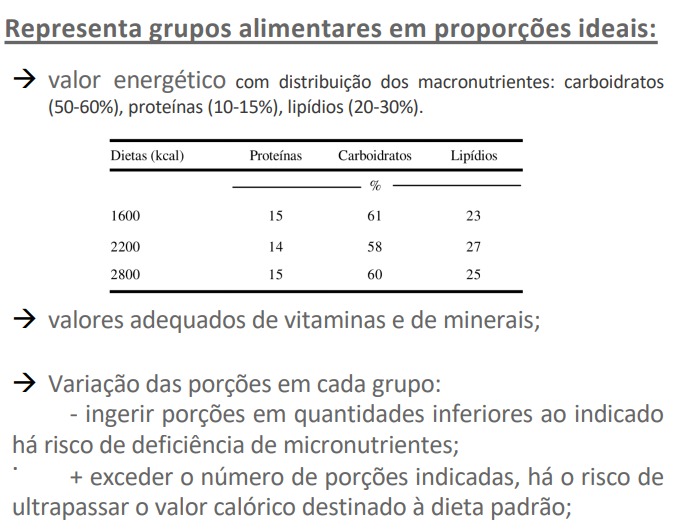 Representa grupos alimentares em proporções ideais:
→ valor energético com distribuição dos macronutrientes: carboidratos
(50-60%), proteínas (10-15%), lipídios (20-30%).
Dietas (kcal) Proteínas Carboidratos Lipídios
%
1600 15 61 23
2200 14 58 27
2800 15 60 25
→ valores adequados de vitaminas e de minerais;
→ Variação das porções em cada grupo:
- ingerir porções em quantidades inferiores ao indicado
há risco de deficiência de micronutrientes;
+ exceder o número de porções indicadas, há o risco de
ultrapassar o valor calórico destinado à dieta padrão;